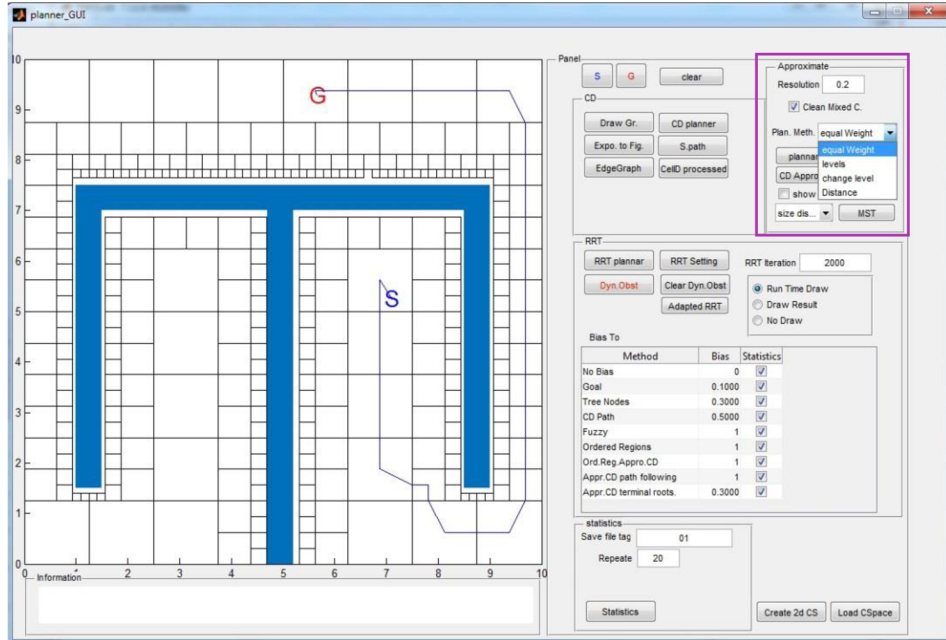 planner_GUI
10
9
8
7
6
5
4
3
2
1
0
0 1 2 3 4 5 6 7 8 9 10
G
S
Information
Panel
S G clear
CD
Draw Gr. CD planner
Expo. to Fig. S.path
EdgeGraph CellD processed
Approximate
Resolution 0.2
Clean Mixed C.
Plan. Meth. equal Weight
equal Weight
levels
change level
Distance
plannar
CD Appro
show
size dis... MST
RRT
RRT plannar RRT Setting RRT Iteration 2000
Dyn.Obst Clear Dyn.Obst
Adapted RRT
Run Time Draw
Draw Result
No Draw
Bias To
Method Bias Statistics
No Bias 0
Goal 0.1000
Tree Nodes 0.3000
CD Path 0.5000
Fuzzy 1
Ordered Regions 1
Ord.Reg.Appro.CD 1
Appr.CD path following 1
Appr.CD terminal roots. 0.3000
statistics
Save file tag 01
Repeate 20
Statistics
Create 2d CS Load CSpace